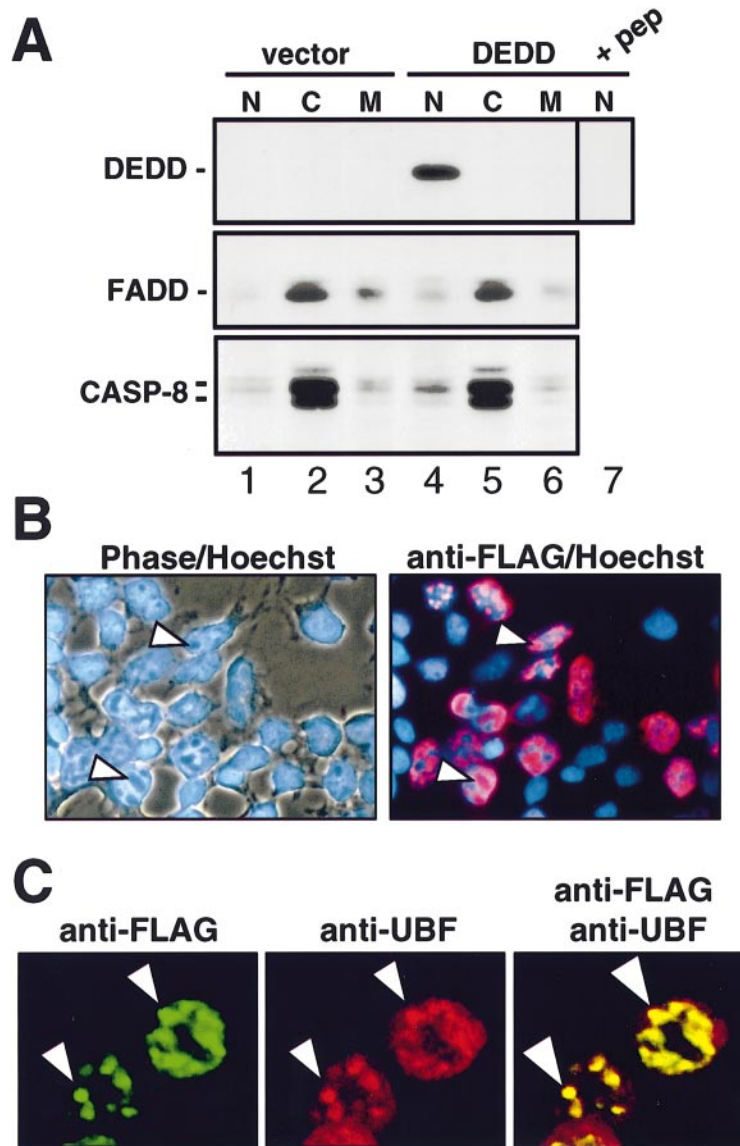 A
vector DEDD + pep
N C M N C M N
DEDD -
FADD -
CASP-8 =
1 2 3 4 5 6 7
B
Phase/Hoechst anti-FLAG/Hoechst
C
anti-FLAG anti-UBF anti-FLAG
anti-UBF